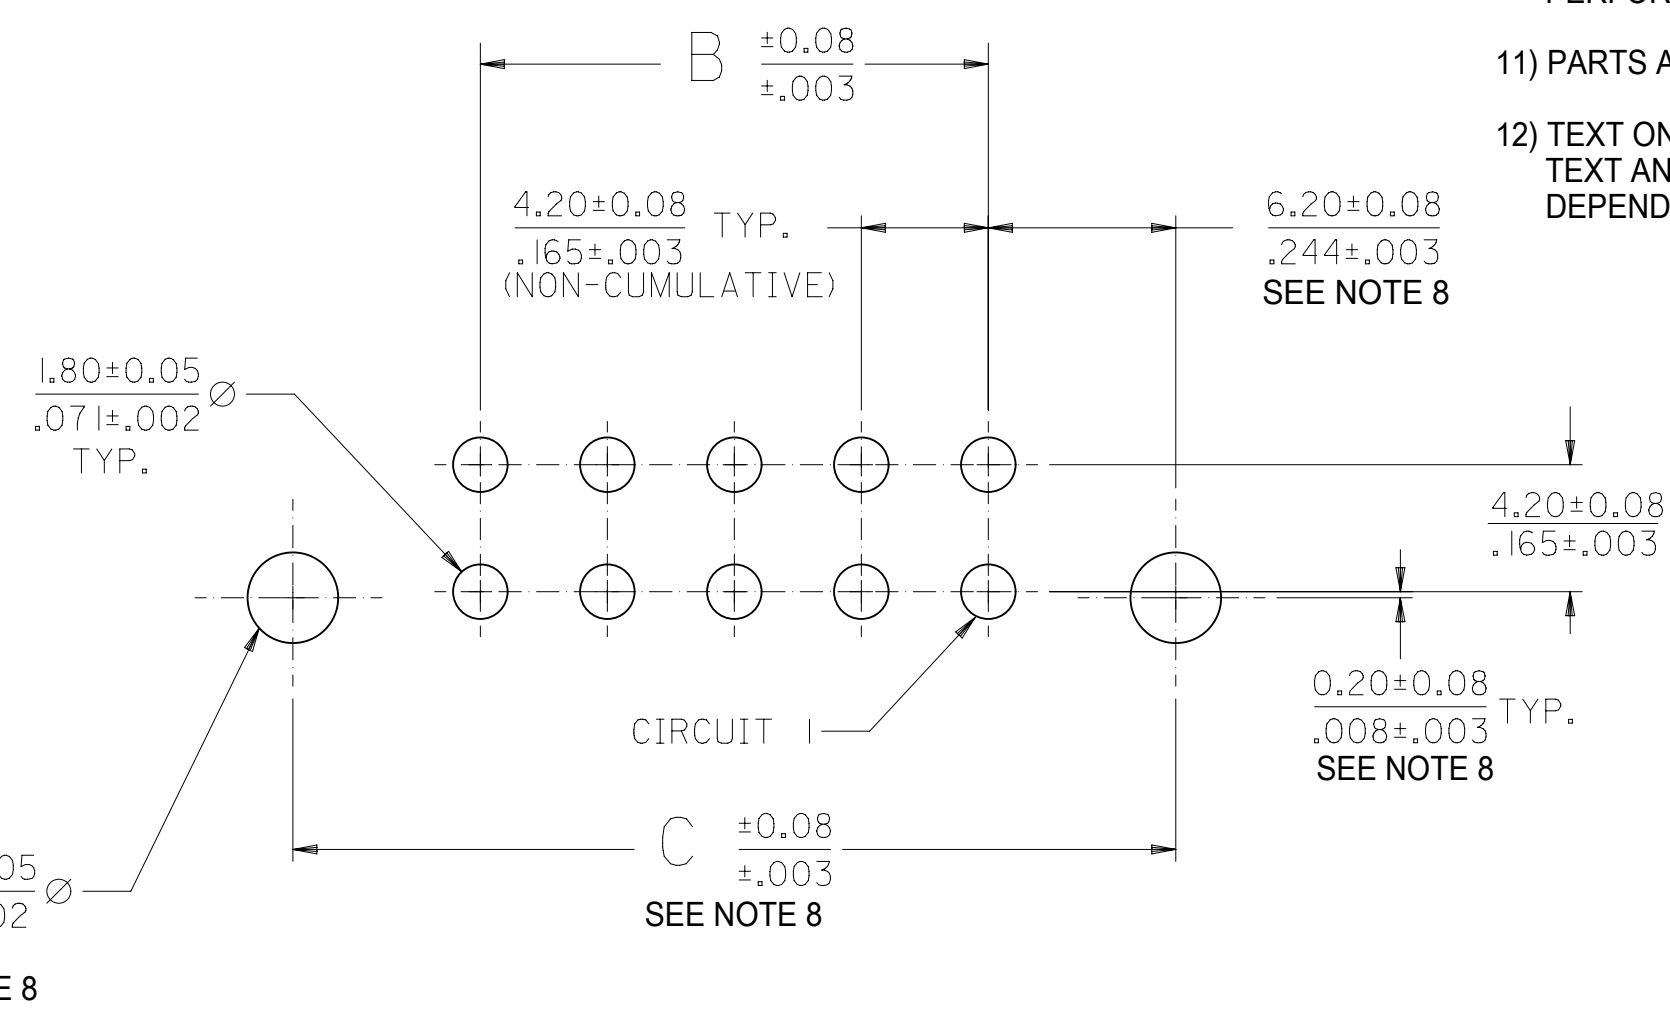 B ±0.08
±.003
11) PARTS A
12) TEXT ON
TEXT AN
DEPEND
4.20±0.08
.165±.003
TYP.
(NON-CUMULATIVE)
6.20±0.08
.244±.003
SEE NOTE 8
1.80±0.05
.071±.002
Ø
TYP.
4.20±0.08
.165±.003
0.20±0.08
.008±.003
TYP.
SEE NOTE 8
CIRCUIT 1
C ±0.08
±.003
SEE NOTE 8
05
02
Ø
E 8